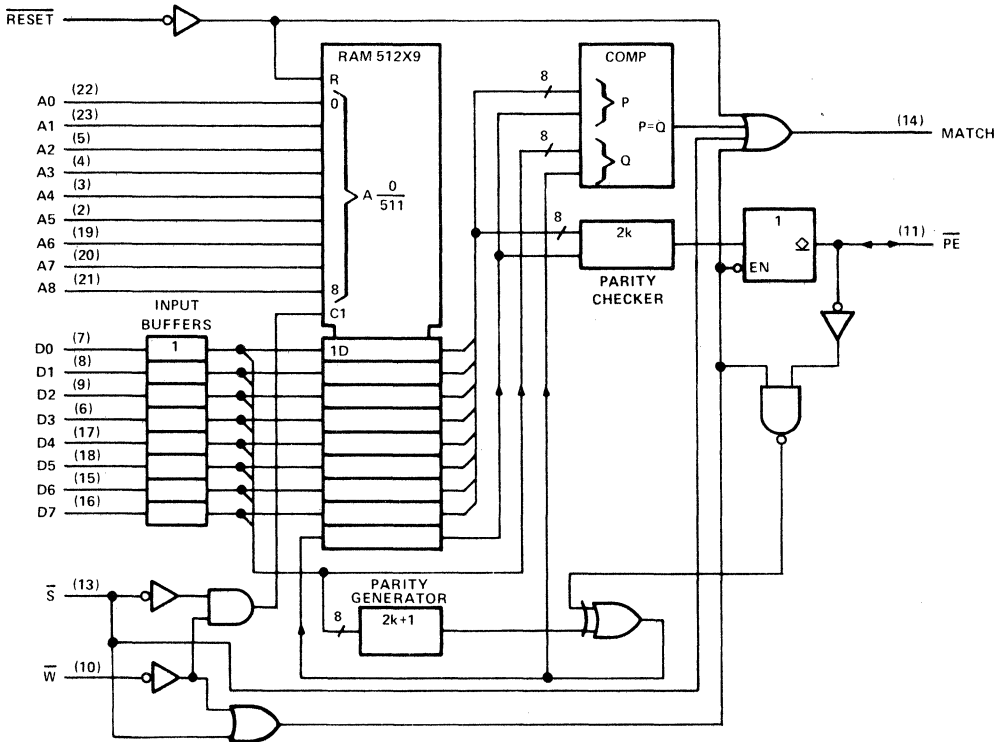 RESET
RAM 512X9
COMP
R
0
8
P
P=Q
8
Q
(14)
MATCH
A0 (22)
A1 (23)
A2 (5)
A3 (4)
A4 (3)
A5 (2)
A6 (19)
A7 (20)
A8 (21)
A 0
511
8
C1
8
2k
PARITY
CHECKER
1
EN
(11)
PE
INPUT
BUFFERS
D0 (7)
1
1D
D1 (8)
D2 (9)
D3 (6)
D4 (17)
D5 (18)
D6 (15)
D7 (16)
S (13)
PARITY
GENERATOR
8
2k+1
W (10)